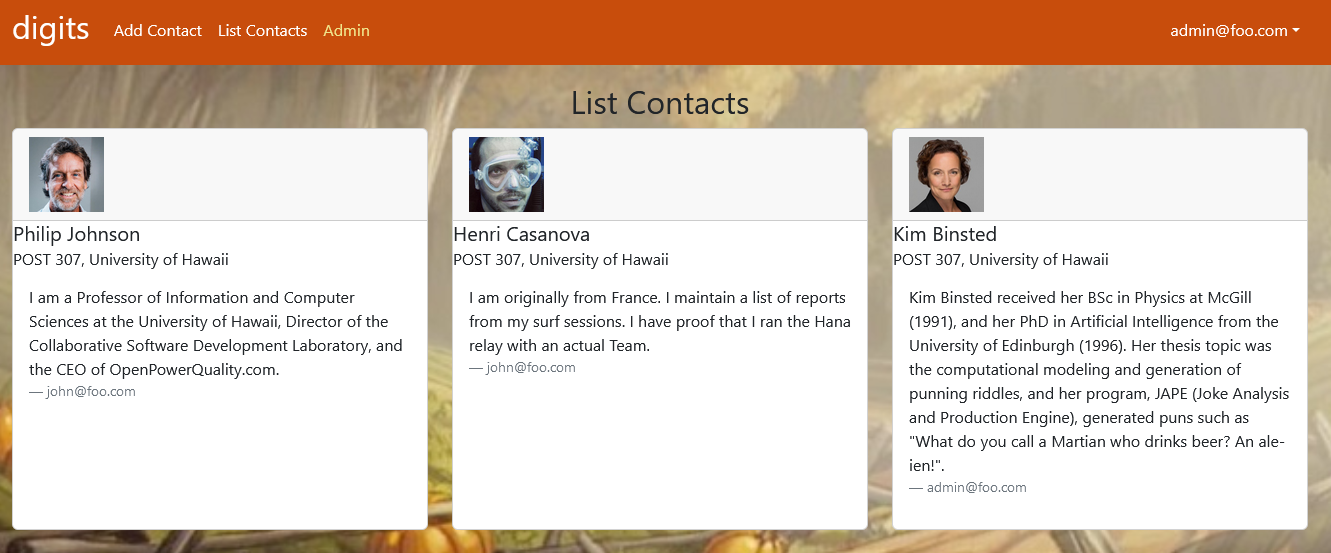 digits Add Contact List Contacts Admin admin@foo.com
List Contacts
Philip Johnson
POST 307, University of Hawaii
I am a Professor of Information and Computer
Sciences at the University of Hawaii, Director of the
Collaborative Software Development Laboratory, and
the CEO of OpenPowerQuality.com.
— john@foo.com
Henri Casanova
POST 307, University of Hawaii
I am originally from France. I maintain a list of reports
from my surf sessions. I have proof that I ran the Hana
relay with an actual Team.
— john@foo.com
Kim Binsted
POST 307, University of Hawaii
Kim Binsted received her BSc in Physics at McGill
(1991), and her PhD in Artificial Intelligence from the
University of Edinburgh (1996). Her thesis topic was
the computational modeling and generation of
punning riddles, and her program, JAPE (Joke Analysis
and Production Engine), generated puns such as
"What do you call a Martian who drinks beer? An ale-
ien!".
— admin@foo.com